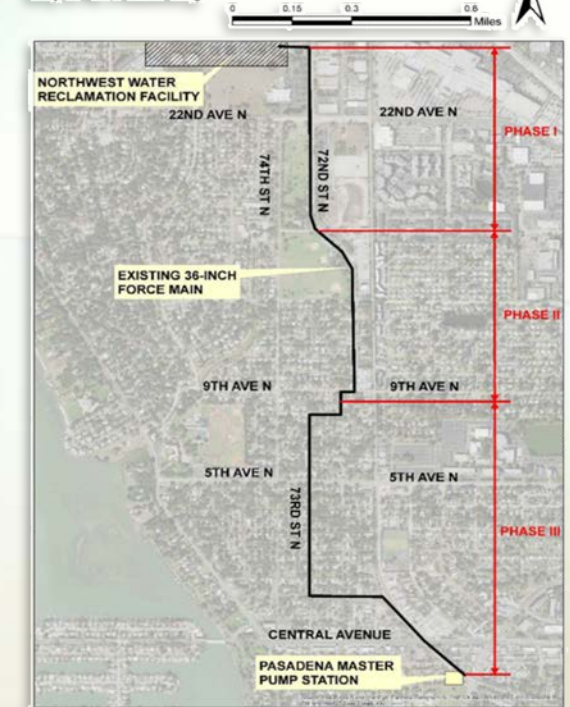 0 0.15 0.3 0.6
Miles
NORTHWEST WATER
RECLAMATION FACILITY
22ND AVE N
22ND AVE N
PHASE I
74TH ST N
72ND ST N
EXISTING 36-INCH
FORCE MAIN
PHASE II
9TH AVE N
9TH AVE N
5TH AVE N
5TH AVE N
73RD ST N
PHASE III
CENTRAL AVENUE
PASADENA MASTER
PUMP STATION